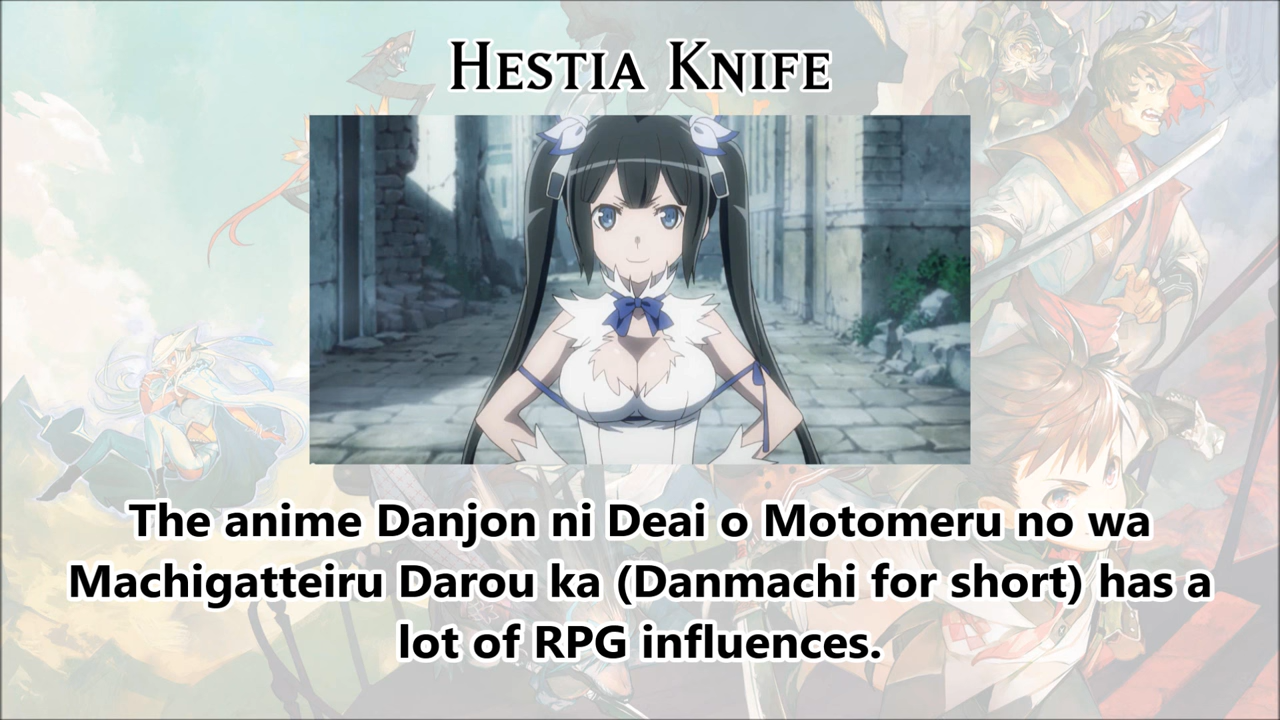 Hestia Knife
The anime Danjon ni Deai o Motomeru no wa
Machigatteiru Darou ka (Danmachi for short) has a
lot of RPG influences.